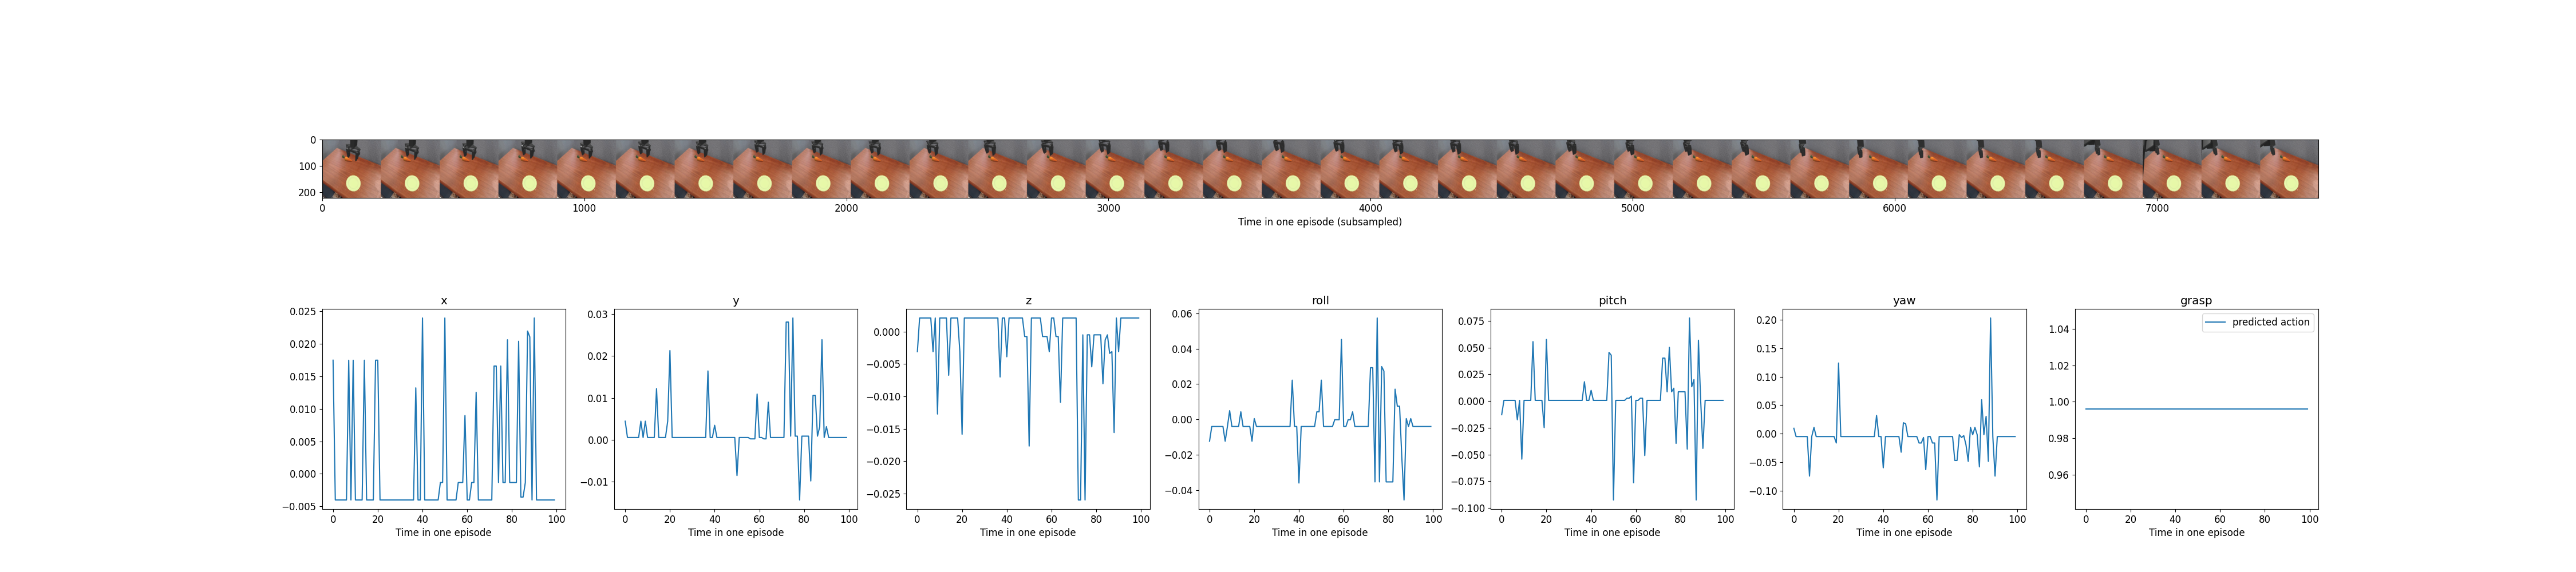 0
100
200
0 1000 2000 3000 4000 5000 6000 7000
Time in one episode (subsampled)
x y z roll pitch yaw grasp
0.025
0.020
0.015
0.010
0.005
0.000
−0.005
0 20 40 60 80 100
Time in one episode
0.03
0.02
0.01
0.00
−0.01
0 20 40 60 80 100
Time in one episode
0.000
−0.005
−0.010
−0.015
−0.020
−0.025
0 20 40 60 80 100
Time in one episode
0.06
0.04
0.02
0.00
−0.02
−0.04
0 20 40 60 80 100
Time in one episode
0.075
0.050
0.025
0.000
−0.025
−0.050
−0.075
−0.100
0 20 40 60 80 100
Time in one episode
0.20
0.15
0.10
0.05
0.00
−0.05
−0.10
0 20 40 60 80 100
Time in one episode
predicted action
1.04
1.02
1.00
0.98
0.96
0 20 40 60 80 100
Time in one episode